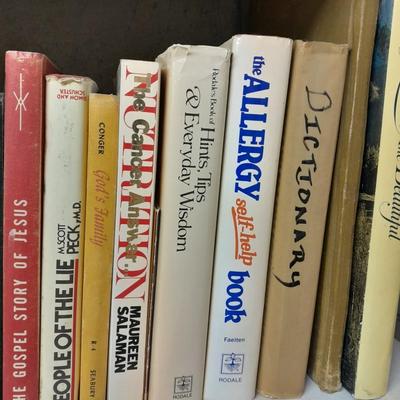 THE GOSPEL STORY OF JESUS
SIMON AND
SCHUSTER
PEOPLE OF THE LIE
M. SCOTT
PECK, M.D.
CONGER
God's Family
R-4
SEABURY
NUTRITION
The Cancer Answer
MAUREEN
SALAMAN
Rodale's Book of
Hints, Tips
& Everyday
Wisdom
RODALE
the
ALLERGY
self-help
book
Faelten
RODALE
DICTIONARY
Beautiful